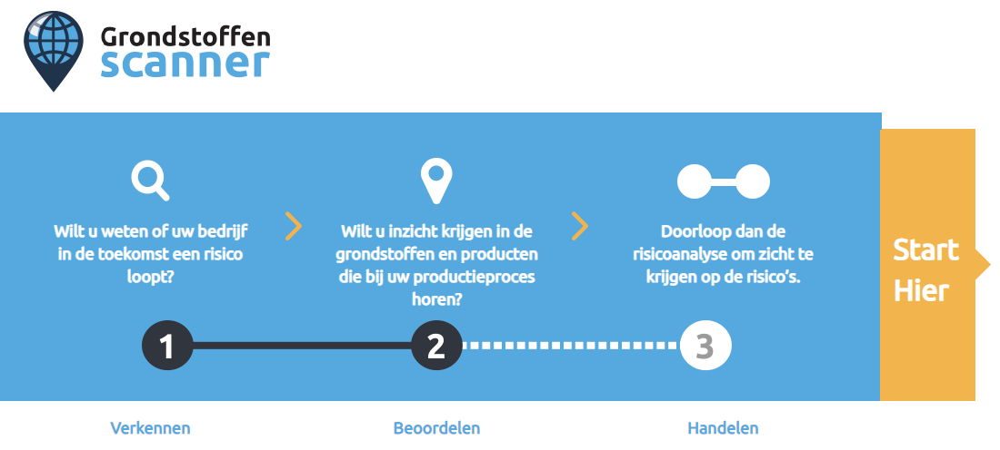 Grondstoffen
scanner
Wilt u weten of uw bedrijf
in de toekomst een risico
loopt?
Wilt u inzicht krijgen in de
grondstoffen en producten
die bij uw productieproces
horen?
Doorloop dan de
risicoanalyse om zicht te
krijgen op de risico's.
Start
Hier
1
2
3
Verkennen
Beoordelen
Handelen